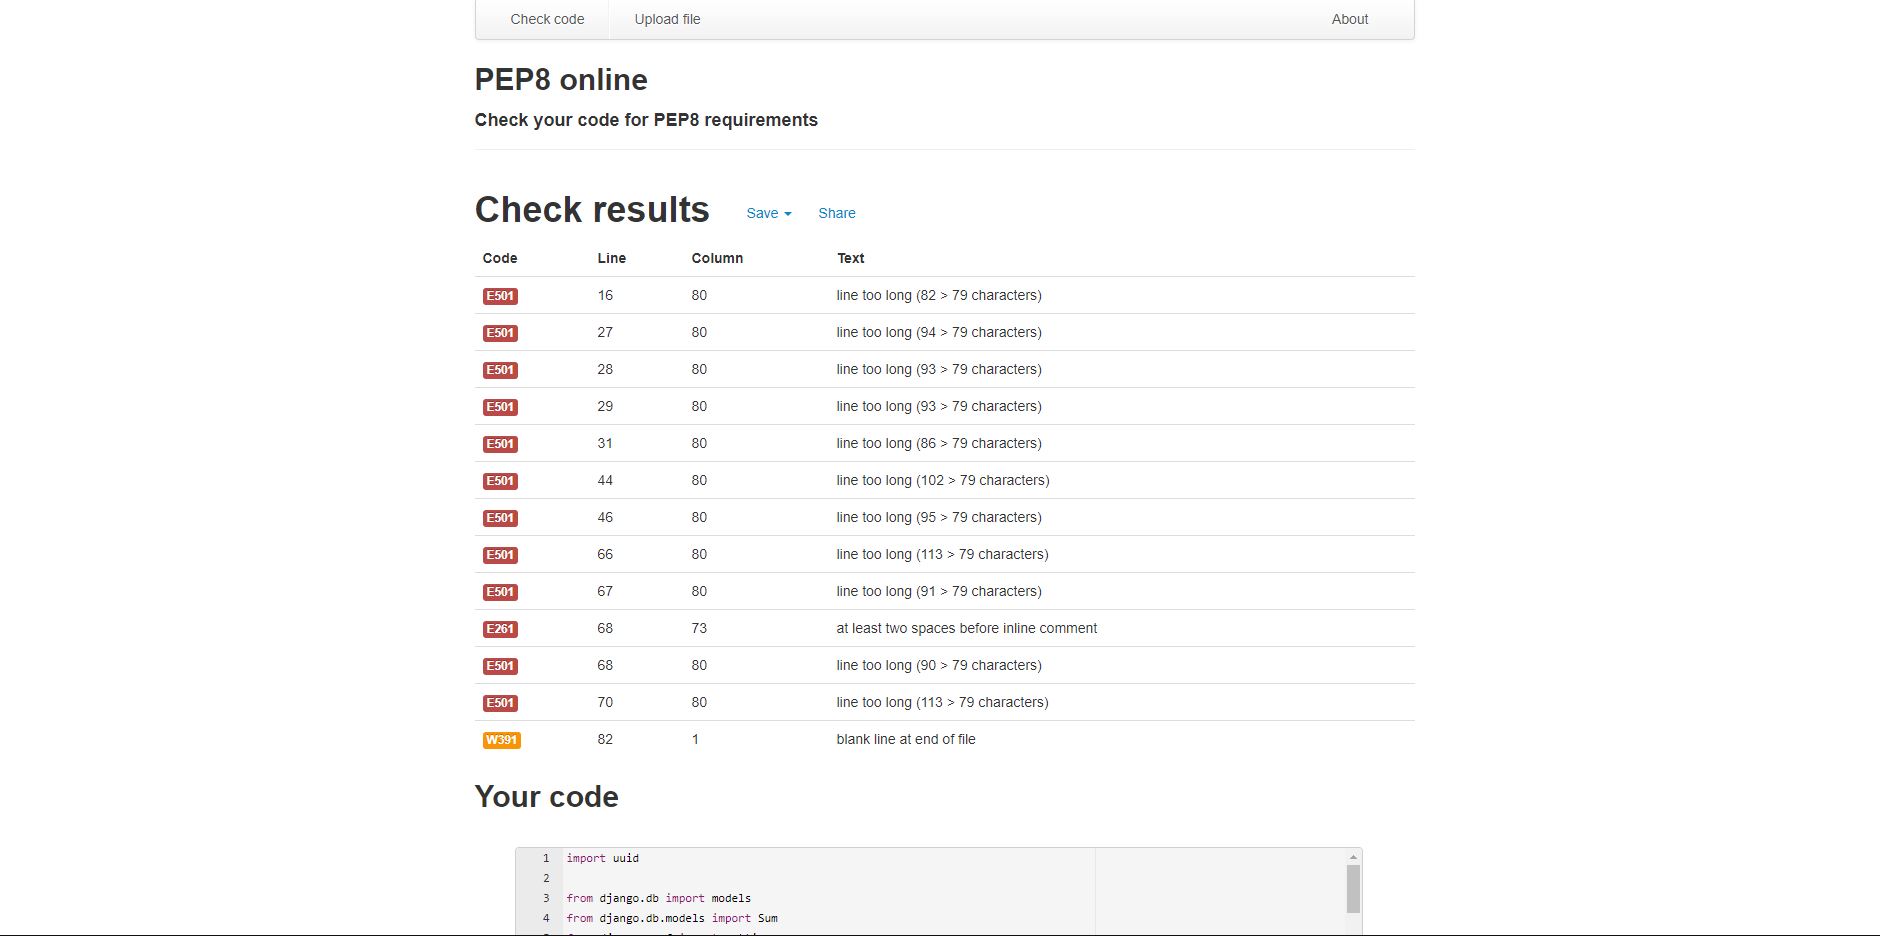 Check code Upload file About
PEP8 online
Check your code for PEP8 requirements
Check results Save Share
Code Line Column Text
E501 16 80 line too long (82 > 79 characters)
E501 27 80 line too long (94 > 79 characters)
E501 28 80 line too long (93 > 79 characters)
E501 29 80 line too long (93 > 79 characters)
E501 31 80 line too long (86 > 79 characters)
E501 44 80 line too long (102 > 79 characters)
E501 46 80 line too long (95 > 79 characters)
E501 66 80 line too long (113 > 79 characters)
E501 67 80 line too long (91 > 79 characters)
E261 68 73 at least two spaces before inline comment
E501 68 80 line too long (90 > 79 characters)
E501 70 80 line too long (113 > 79 characters)
W391 82 1 blank line at end of file
Your code
1 import uuid
2
3 from django.db import models
4 from django.db.models import Sum